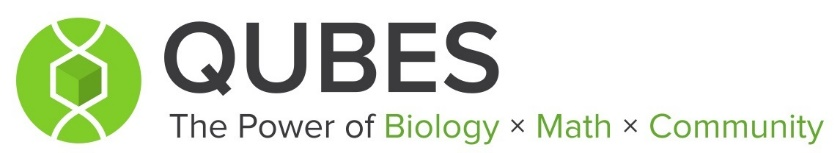 QUBES
The Power of Biology × Math × Community